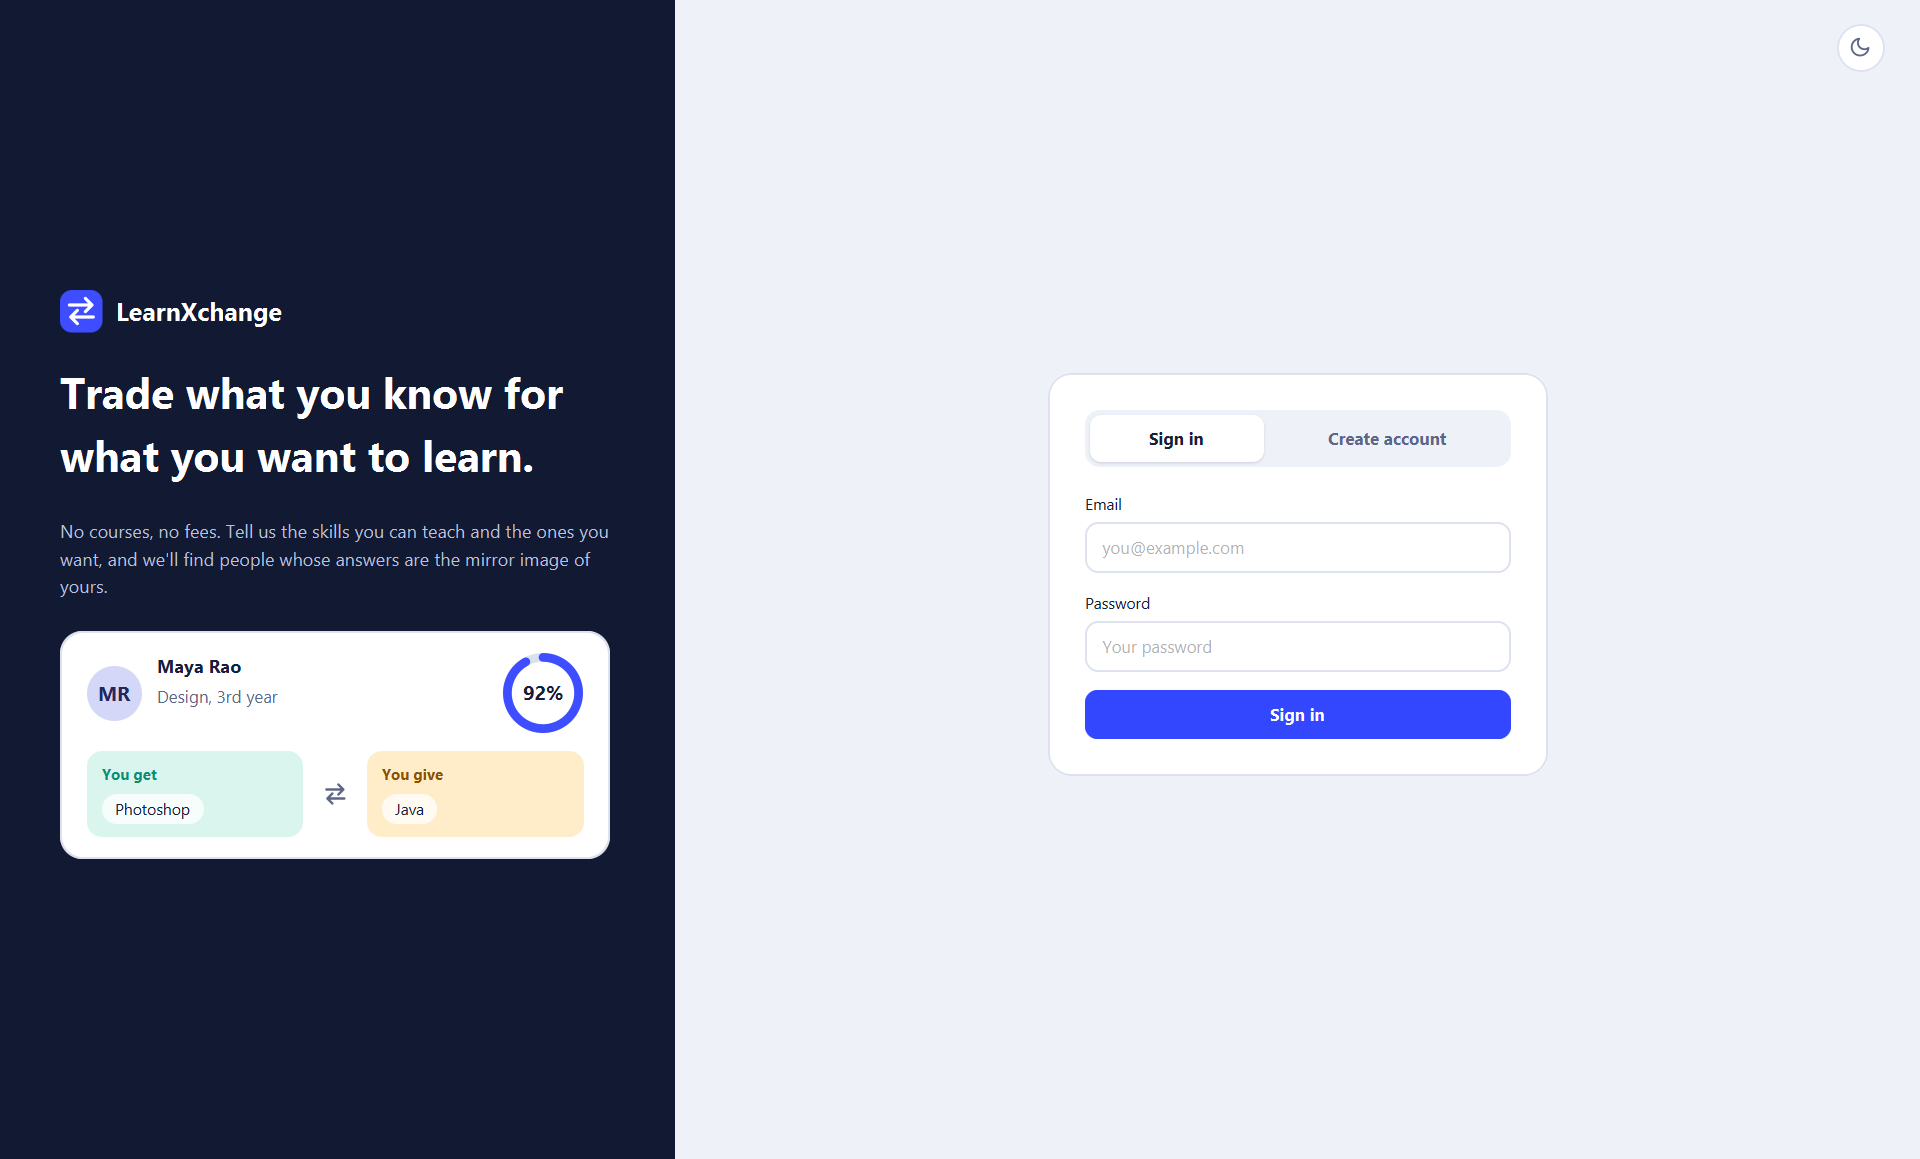 LearnXchange
Trade what you know for
what you want to learn.
No courses, no fees. Tell us the skills you can teach and the ones you
want, and we'll find people whose answers are the mirror image of
yours.
MR
Maya Rao
Design, 3rd year
92%
You get
Photoshop
You give
Java
Sign in
Create account
Email
you@example.com
Password
Your password
Sign in